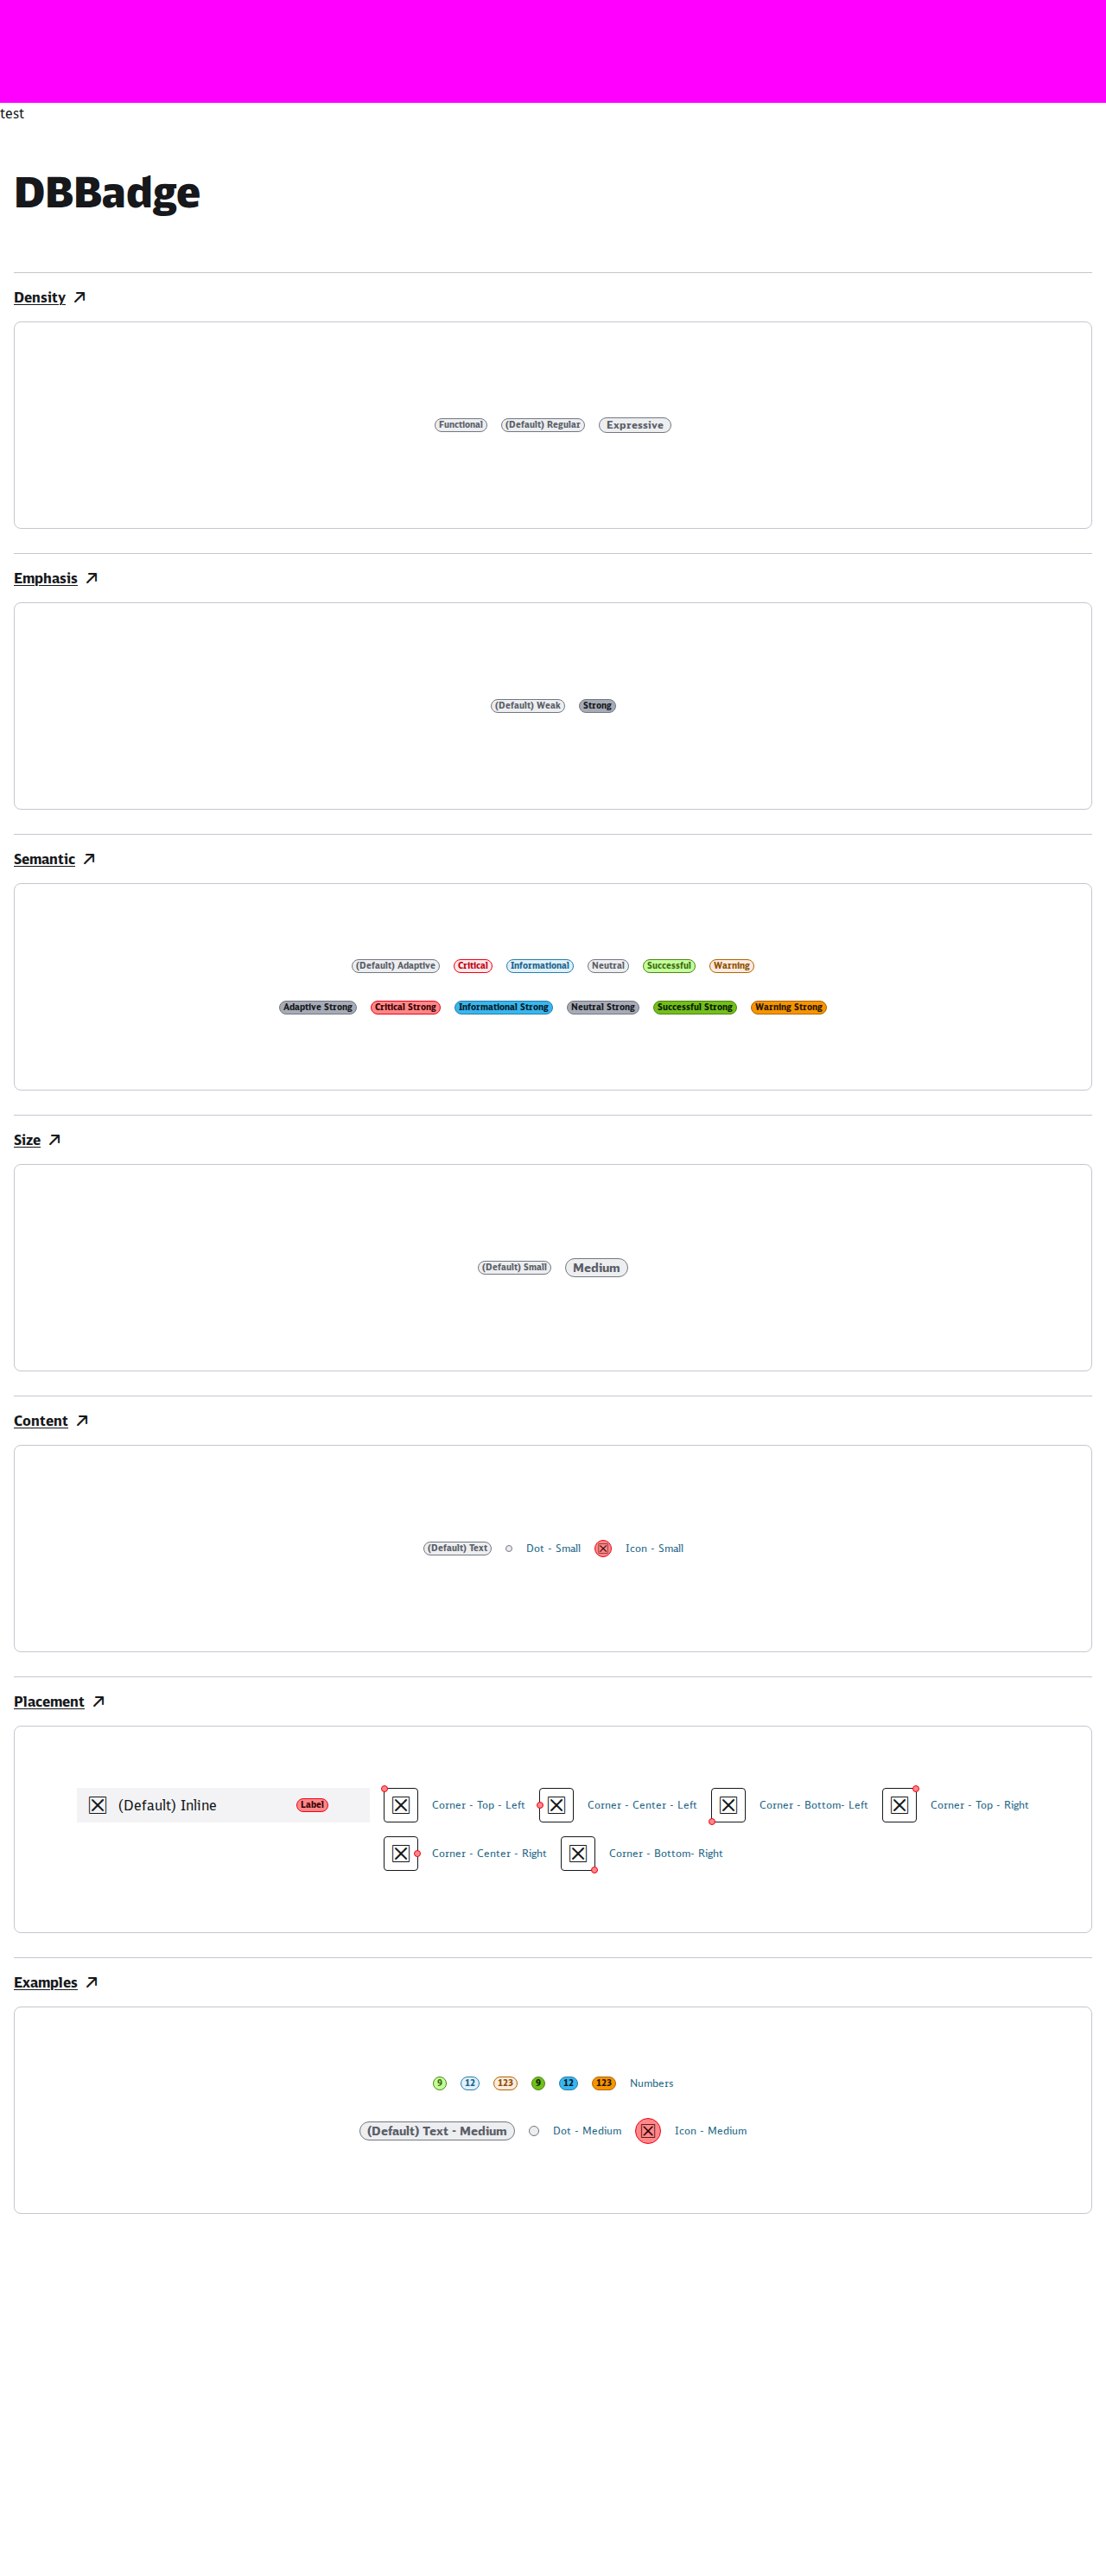 test
DBBadge
Density
Functional (Default) Regular Expressive
Emphasis
(Default) Weak Strong
Semantic
(Default) Adaptive Critical Informational Neutral Successful Warning
Adaptive Strong Critical Strong Informational Strong Neutral Strong Successful Strong Warning Strong
Size
(Default) Small Medium
Content
(Default) Text Dot - Small Icon - Small
Placement
(Default) Inline Label Corner - Top - Left Corner - Center - Left Corner - Bottom- Left Corner - Top - Right
Corner - Center - Right Corner - Bottom- Right
Examples
9 12 123 9 12 123 Numbers
(Default) Text - Medium Dot - Medium Icon - Medium